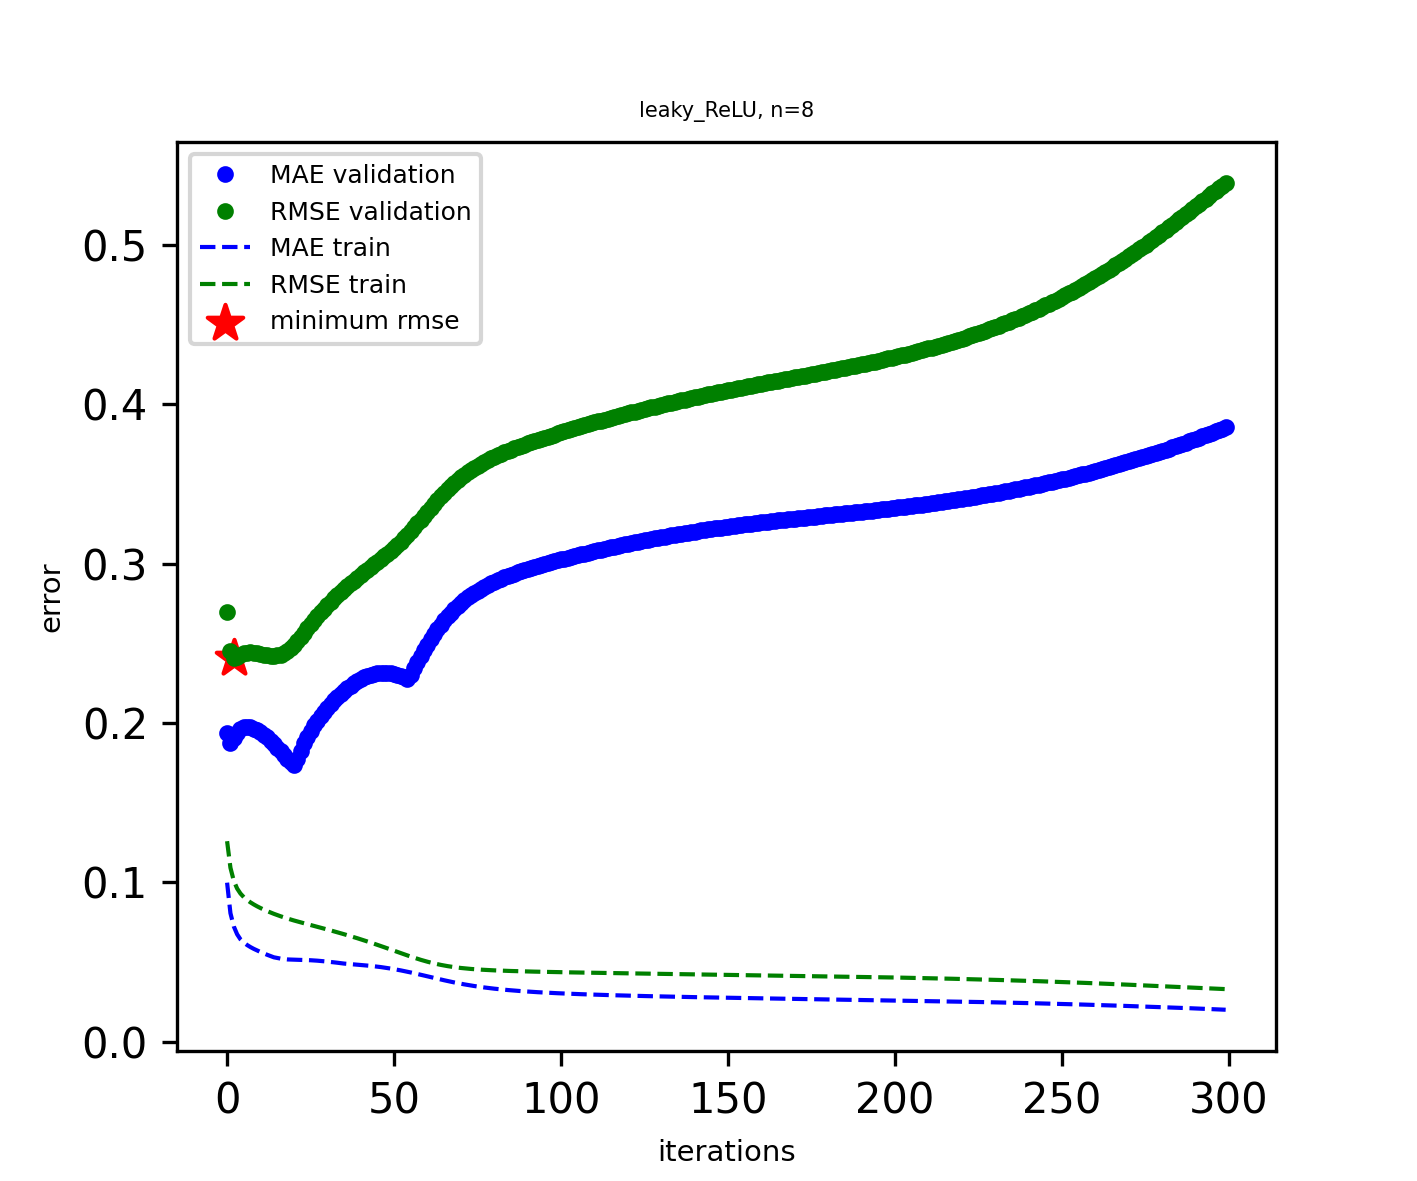 leaky_ReLU, n=8
MAE validation
RMSE validation
MAE train
RMSE train
minimum rmse
error
0.5
0.4
0.3
0.2
0.1
0.0
0 50 100 150 200 250 300
iterations